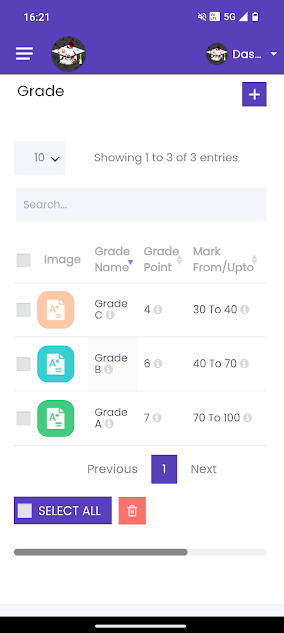 16:21
5G
Das...
Grade
10
Showing 1 to 3 of 3 entries
Search...
Image
Grade Name
Grade Point
Mark From/Upto
Grade C
4
30 To 40
Grade B
6
40 To 70
Grade A
7
70 To 100
Previous
1
Next
SELECT ALL